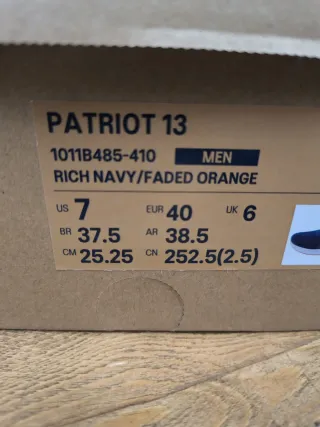 PATRIOT 13
1011B485-410 MEN
RICH NAVY/FADED ORANGE
US 7 EUR 40 UK 6
BR 37.5 AR 38.5
CM 25.25 CN 252.5(2.5)